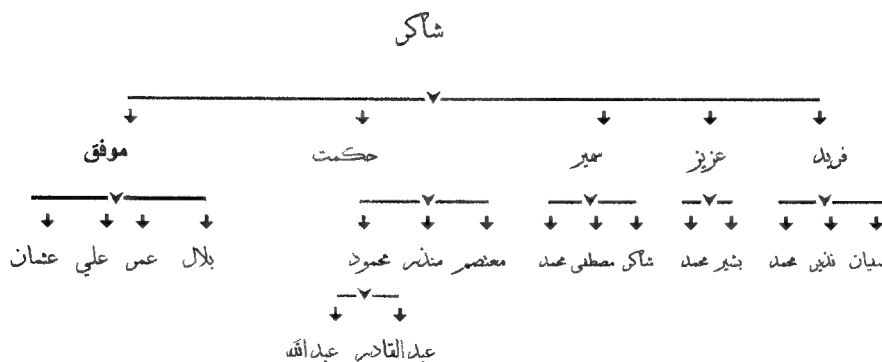 شاكر
فريد عزيز سمير حكمت موفق
نذير محمد بشير محمد شاكر مصطفى محمد معتصم منذر محمود بلال عمر علي عثمان
عبدالقادر عبدالله